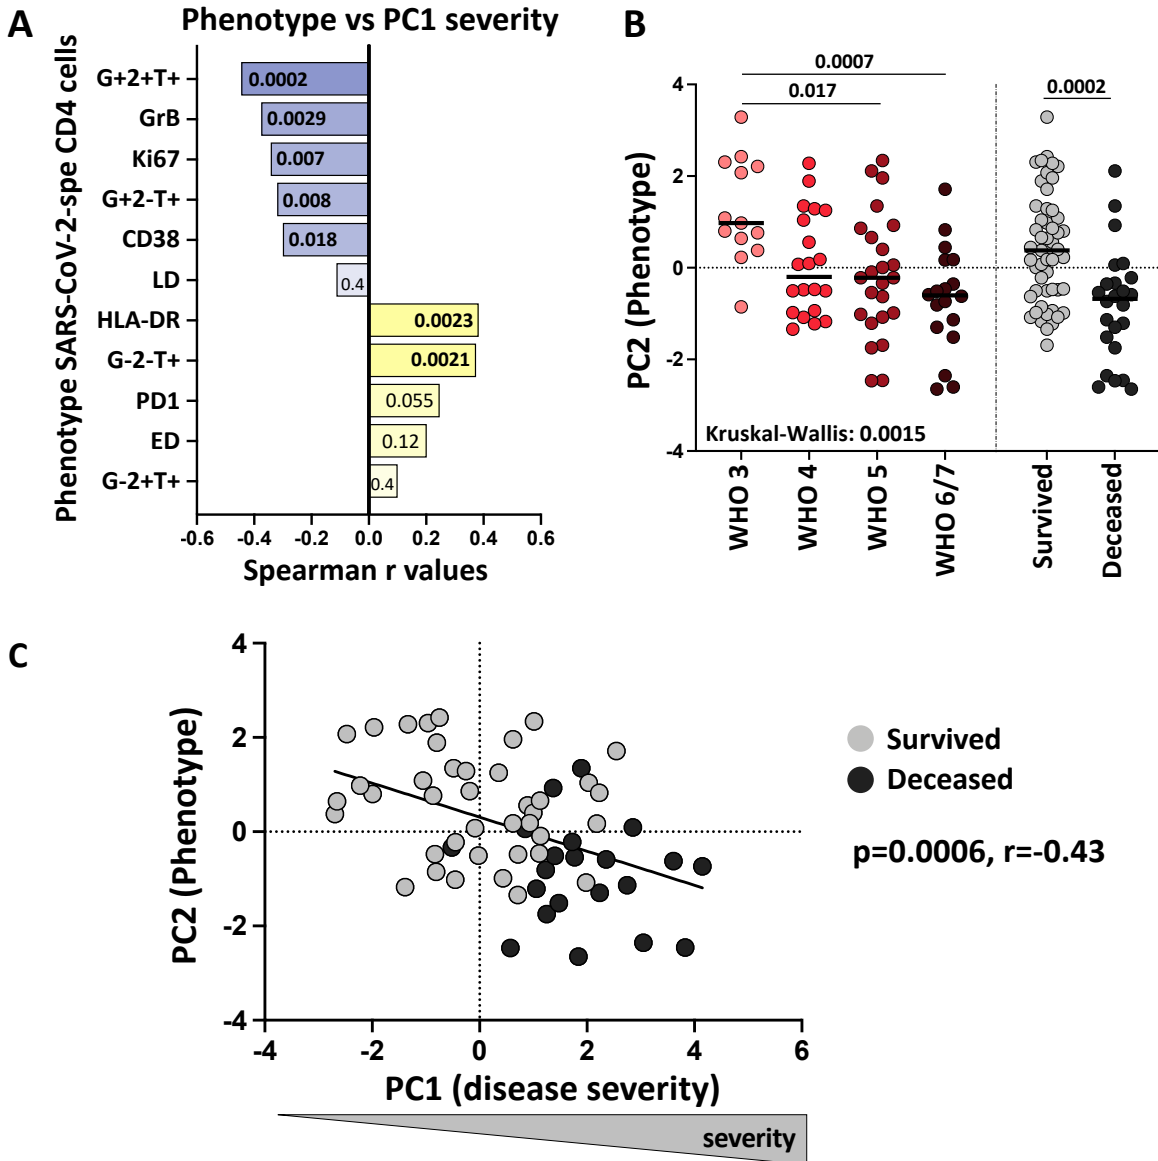 A
Phenotype vs PC1 severity
Phenotype SARS-CoV-2-spe CD4 cells
G+2+T+ 0.0002
GrB 0.0029
Ki67 0.007
G+2-T+ 0.008
CD38 0.018
LD 0.4
HLA-DR 0.0023
G-2-T+ 0.0021
PD1 0.055
ED 0.12
G-2+T+ 0.4
-0.6 -0.4 -0.2 0.0 0.2 0.4 0.6
Spearman r values
B
0.0007
0.017
0.0002
PC2 (Phenotype)
4
2
0
-2
-4
Kruskal-Wallis: 0.0015
WHO 3
WHO 4
WHO 5
WHO 6/7
Survived
Deceased
C
PC2 (Phenotype)
4
2
0
-2
-4
-4 -2 0 2 4 6
PC1 (disease severity)
severity
Survived
Deceased
p=0.0006, r=-0.43